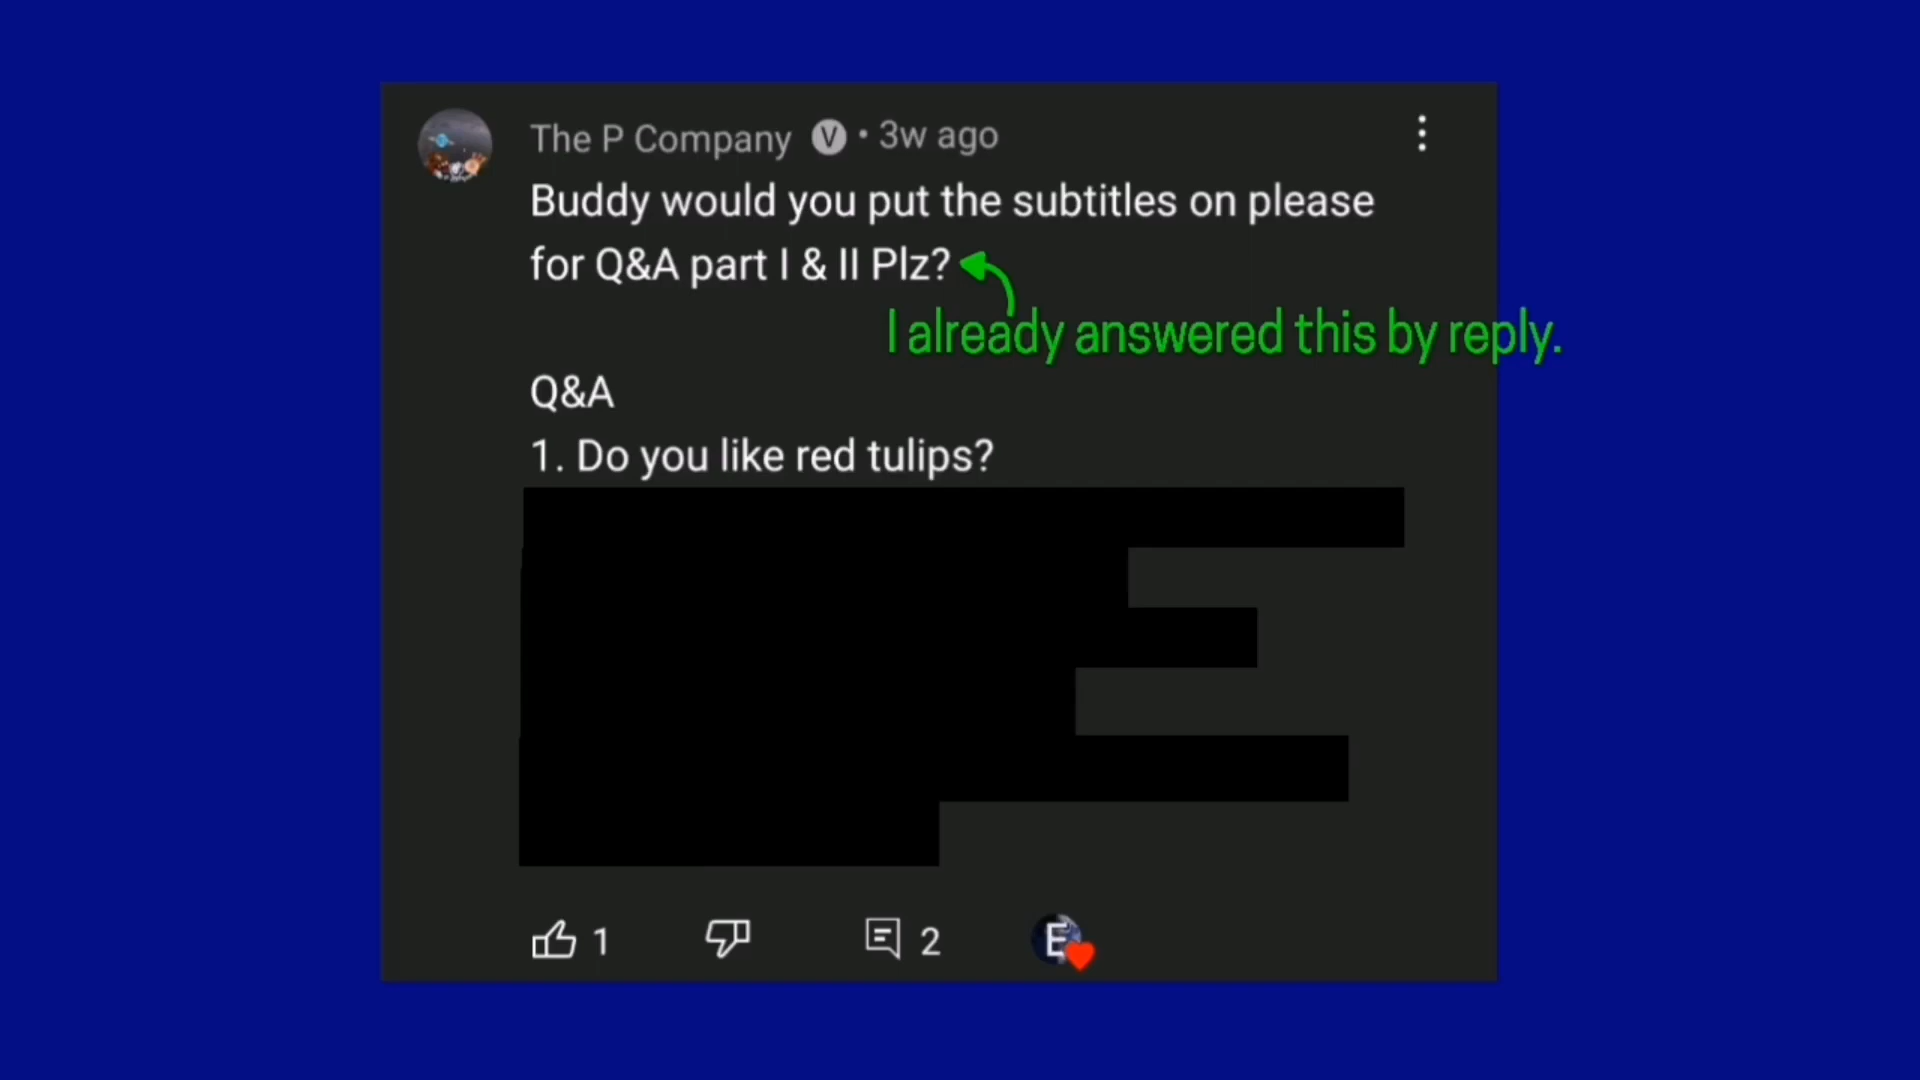 The P Company V • 3w ago
Buddy would you put the subtitles on please
for Q&A part I & II Plz?
I already answered this by reply.
Q&A
1. Do you like red tulips?
1 2 E